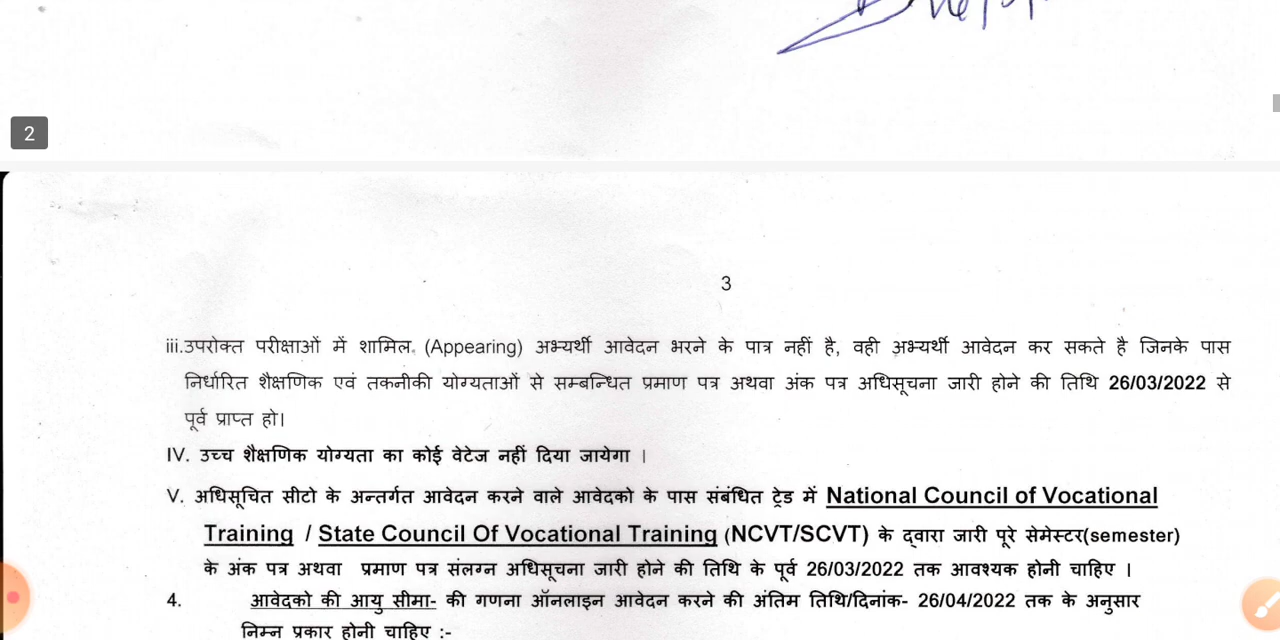 2
3
iii.उपरोक्त परीक्षाओं में शामिल (Appearing) अभ्यर्थी आवेदन भरने के पात्र नहीं है, वही अभ्यर्थी आवेदन कर सकते है जिनके पास
निर्धारित शैक्षणिक एवं तकनीकी योग्यताओं से सम्बन्धित प्रमाण पत्र अथवा अंक पत्र अधिसूचना जारी होने की तिथि 26/03/2022 से
पूर्व प्राप्त हो।
IV. उच्च शैक्षणिक योग्यता का कोई वेटेज नहीं दिया जायेगा ।
V. अधिसूचित सीटो के अन्तर्गत आवेदन करने वाले आवेदको के पास संबंधित ट्रेड में National Council of Vocational
Training / State Council Of Vocational Training (NCVT/SCVT) के द्वारा जारी पूरे सेमेस्टर(semester)
के अंक पत्र अथवा प्रमाण पत्र संलग्न अधिसूचना जारी होने की तिथि के पूर्व 26/03/2022 तक आवश्यक होनी चाहिए ।
4. आवेदको की आयु सीमा- की गणना ऑनलाइन आवेदन करने की अंतिम तिथि/दिनांक- 26/04/2022 तक के अनुसार
निम्न प्रकार होनी चाहिए :-